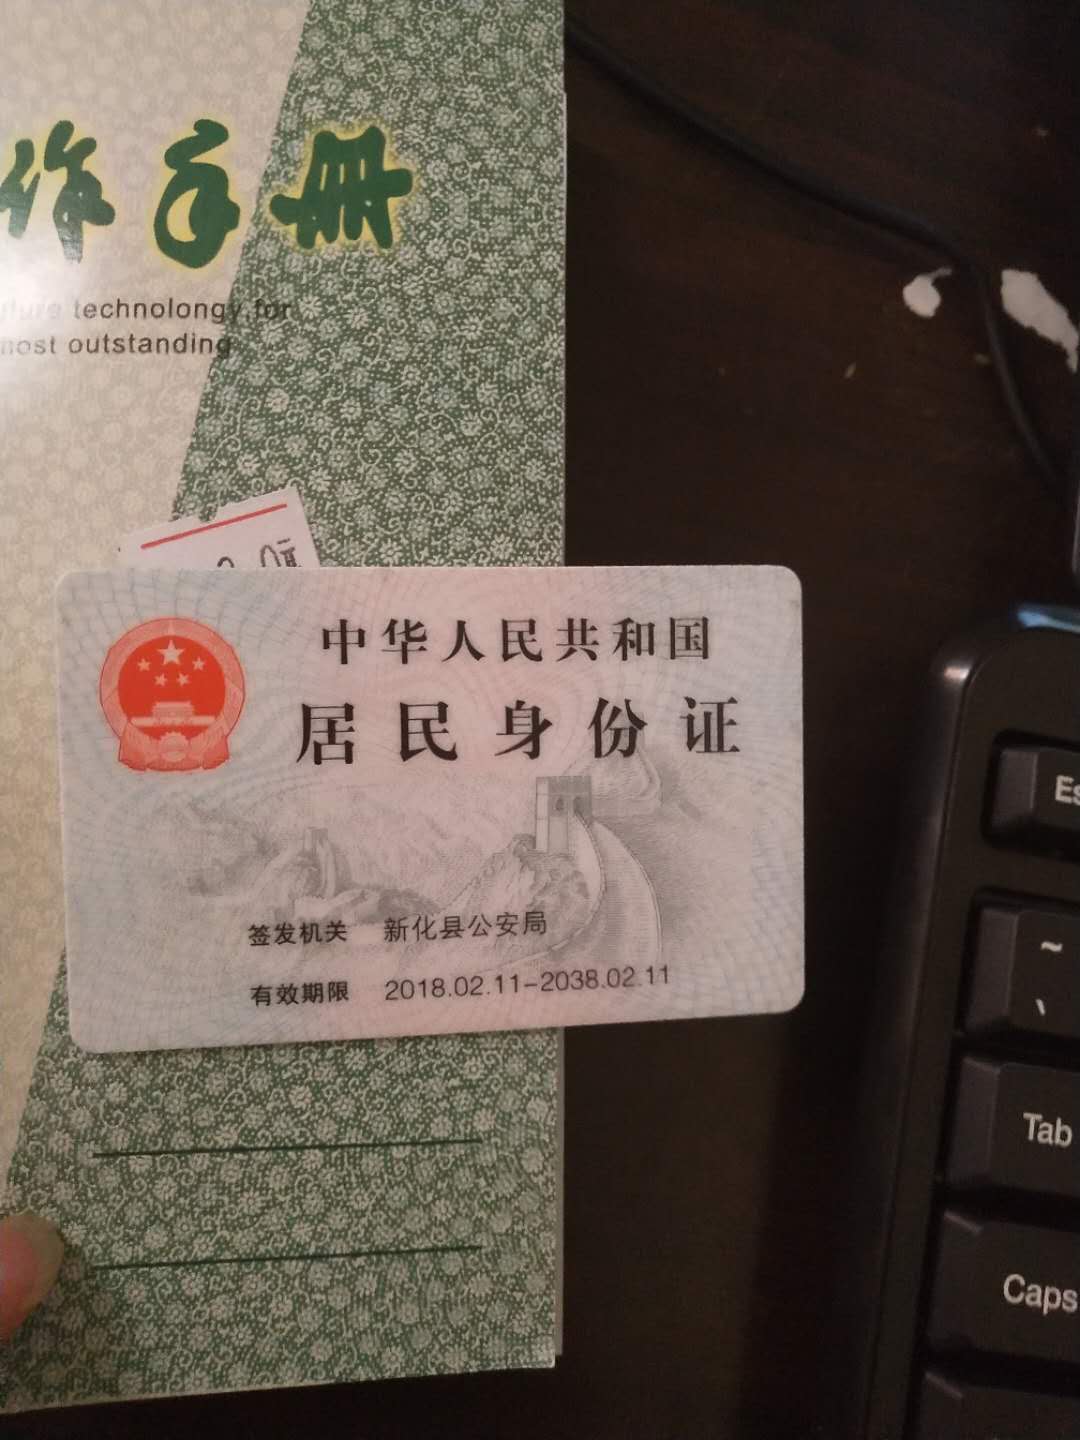 作手册
technolongy for
most outstanding
中华人民共和国
居民身份证
签发机关 新化县公安局
有效期限 2018.02.11-2038.02.11
Es
~
、
Tab
Caps